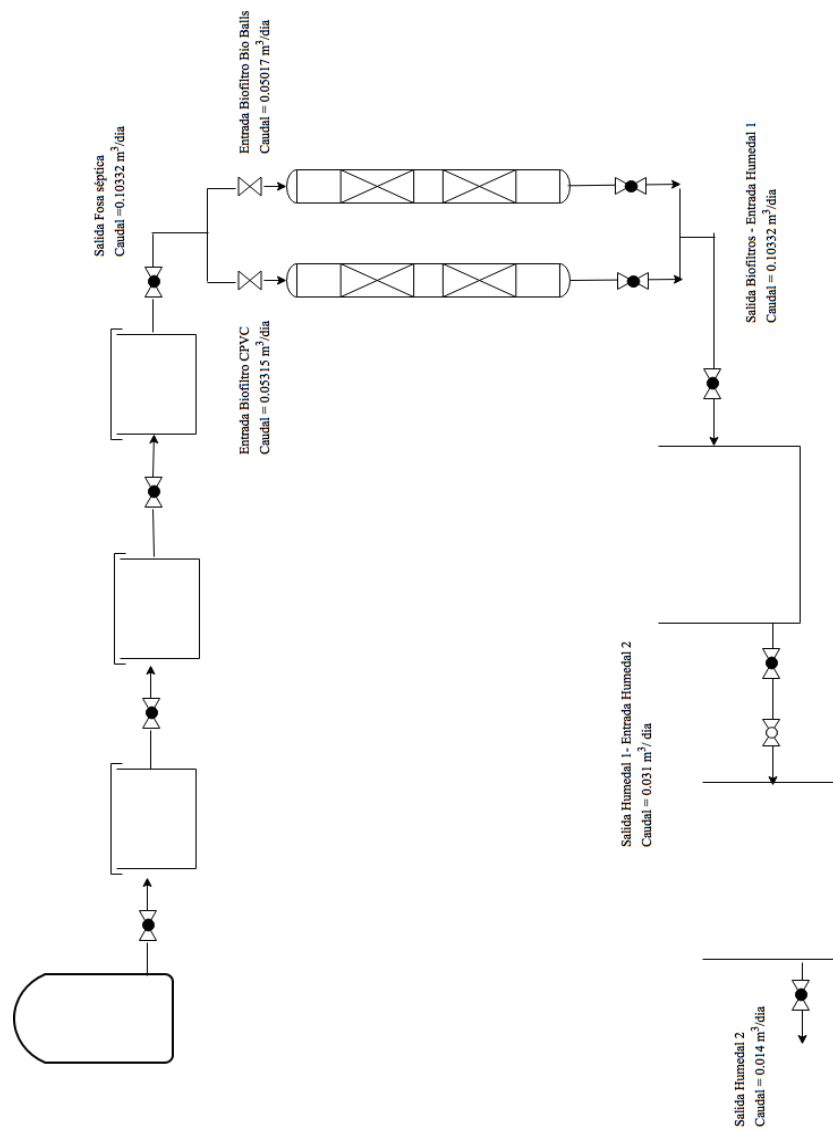 Salida Fosa séptica
Caudal =0.10332 m³/dia
Entrada Biofiltro Bio Balls
Caudal = 0.05017 m³/dia
Entrada Biofiltro CPVC
Caudal = 0.05315 m³/dia
Salida Biofiltros - Entrada Humedal 1
Caudal = 0.10332 m³/dia
Salida Humedal 1- Entrada Humedal 2
Caudal = 0.031 m³/ dia
Salida Humedal 2
Caudal = 0.014 m³/dia